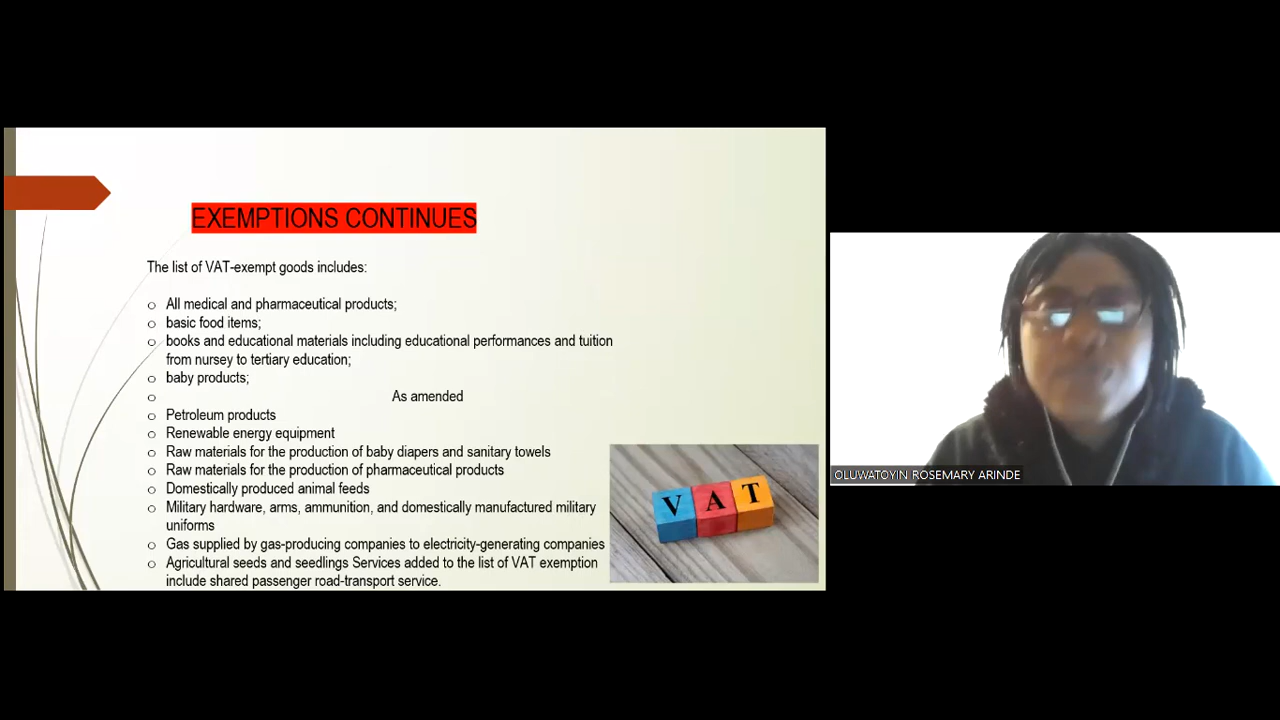 EXEMPTIONS CONTINUES
The list of VAT-exempt goods includes:
o All medical and pharmaceutical products;
o basic food items;
o books and educational materials including educational performances and tuition
from nursey to tertiary education;
o baby products;
o As amended
o Petroleum products
o Renewable energy equipment
o Raw materials for the production of baby diapers and sanitary towels
o Raw materials for the production of pharmaceutical products
o Domestically produced animal feeds
o Military hardware, arms, ammunition, and domestically manufactured military
uniforms
o Gas supplied by gas-producing companies to electricity-generating companies
o Agricultural seeds and seedlings Services added to the list of VAT exemption
include shared passenger road-transport service.
VAT
OLUWATOYIN ROSEMARY ARINDE